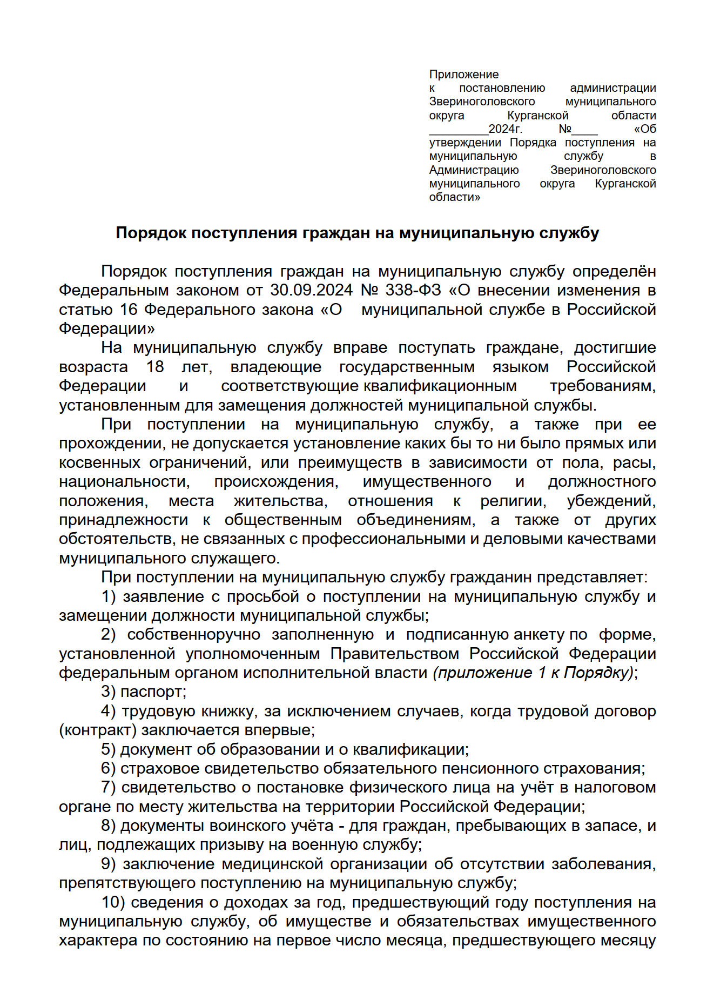 Приложение
к постановлению администрации
Звериноголовского муниципального
округа Курганской области
_________2024г. №____ «Об
утверждении Порядка поступления на
муниципальную службу в
Администрацию Звериноголовского
муниципального округа Курганской
области»
Порядок поступления граждан на муниципальную службу
Порядок поступления граждан на муниципальную службу определён
Федеральным законом от 30.09.2024 № 338-ФЗ «О внесении изменения в
статью 16 Федерального закона «О муниципальной службе в Российской
Федерации»
На муниципальную службу вправе поступать граждане, достигшие
возраста 18 лет, владеющие государственным языком Российской
Федерации и соответствующие квалификационным требованиям,
установленным для замещения должностей муниципальной службы.
При поступлении на муниципальную службу, а также при ее
прохождении, не допускается установление каких бы то ни было прямых или
косвенных ограничений, или преимуществ в зависимости от пола, расы,
национальности, происхождения, имущественного и должностного
положения, места жительства, отношения к религии, убеждений,
принадлежности к общественным объединениям, а также от других
обстоятельств, не связанных с профессиональными и деловыми качествами
муниципального служащего.
При поступлении на муниципальную службу гражданин представляет:
1) заявление с просьбой о поступлении на муниципальную службу и
замещении должности муниципальной службы;
2) собственноручно заполненную и подписанную анкету по форме,
установленной уполномоченным Правительством Российской Федерации
федеральным органом исполнительной власти (приложение 1 к Порядку);
3) паспорт;
4) трудовую книжку, за исключением случаев, когда трудовой договор
(контракт) заключается впервые;
5) документ об образовании и о квалификации;
6) страховое свидетельство обязательного пенсионного страхования;
7) свидетельство о постановке физического лица на учёт в налоговом
органе по месту жительства на территории Российской Федерации;
8) документы воинского учёта - для граждан, пребывающих в запасе, и
лиц, подлежащих призыву на военную службу;
9) заключение медицинской организации об отсутствии заболевания,
препятствующего поступлению на муниципальную службу;
10) сведения о доходах за год, предшествующий году поступления на
муниципальную службу, об имуществе и обязательствах имущественного
характера по состоянию на первое число месяца, предшествующего месяцу